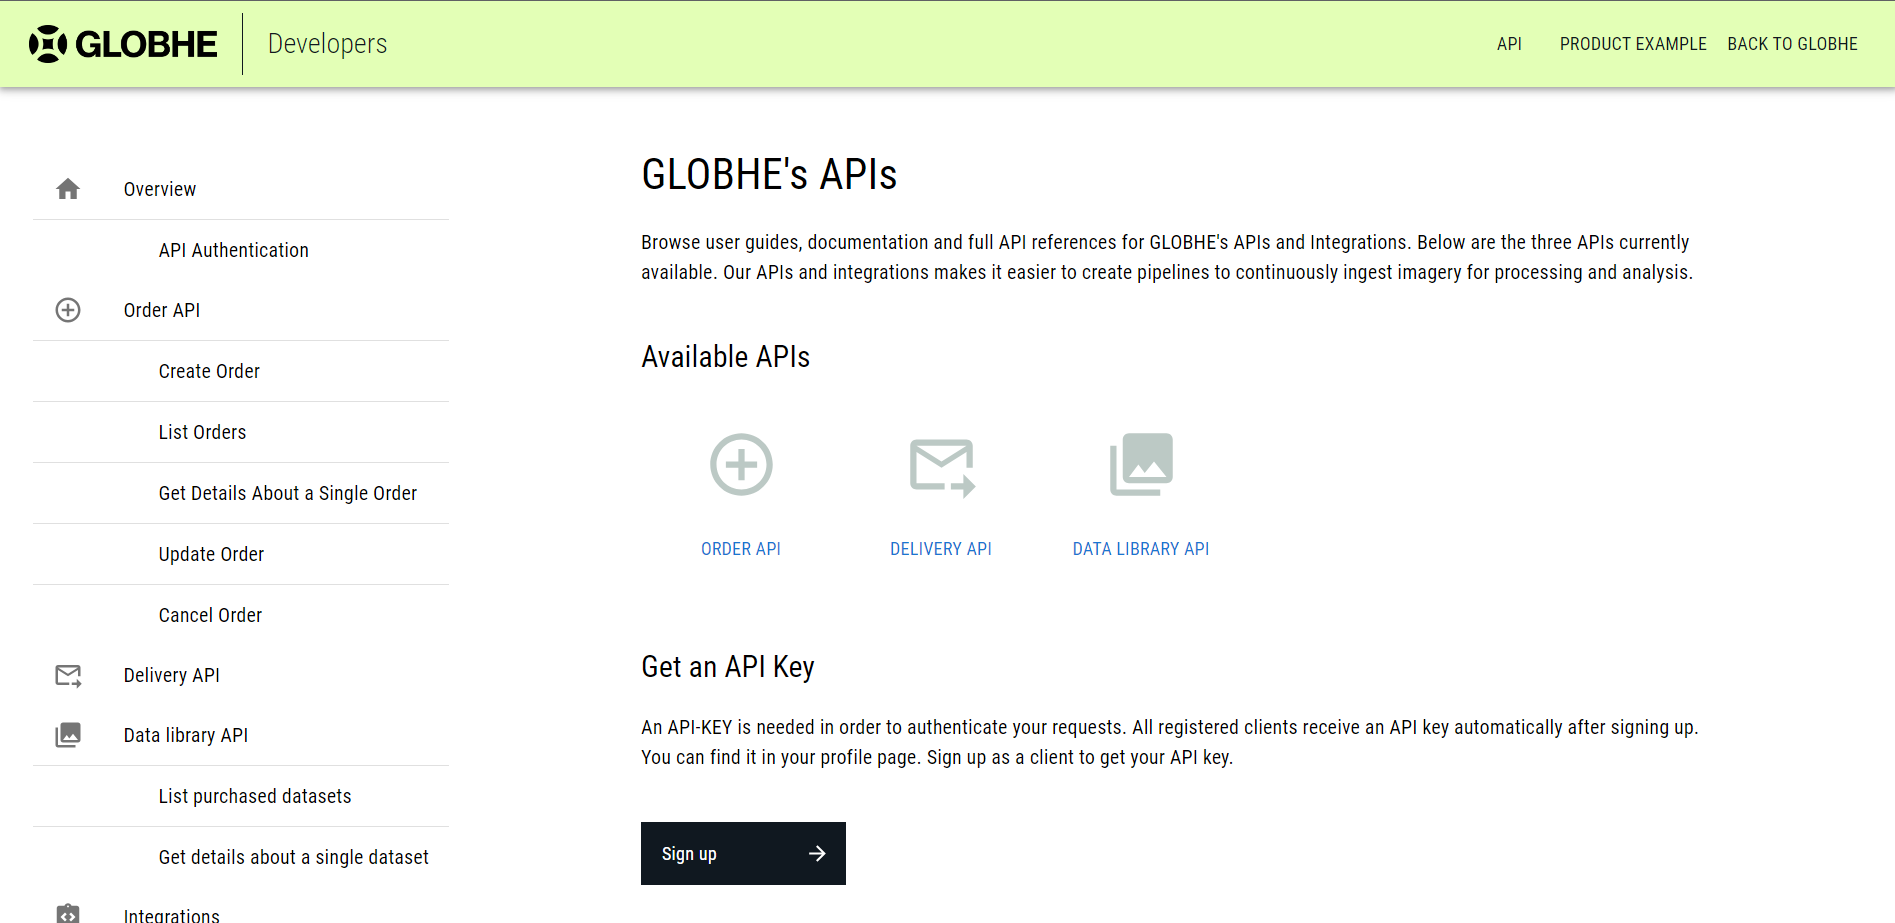 GLOBHE
Developers
API
PRODUCT EXAMPLE
BACK TO GLOBHE
Overview
API Authentication
Order API
Create Order
List Orders
Get Details About a Single Order
Update Order
Cancel Order
Delivery API
Data library API
List purchased datasets
Get details about a single dataset
Integrations
GLOBHE's APIs
Browse user guides, documentation and full API references for GLOBHE's APIs and Integrations. Below are the three APIs currently
available. Our APIs and integrations makes it easier to create pipelines to continuously ingest imagery for processing and analysis.
Available APIs
ORDER API
DELIVERY API
DATA LIBRARY API
Get an API Key
An API-KEY is needed in order to authenticate your requests. All registered clients receive an API key automatically after signing up.
You can find it in your profile page. Sign up as a client to get your API key.
Sign up